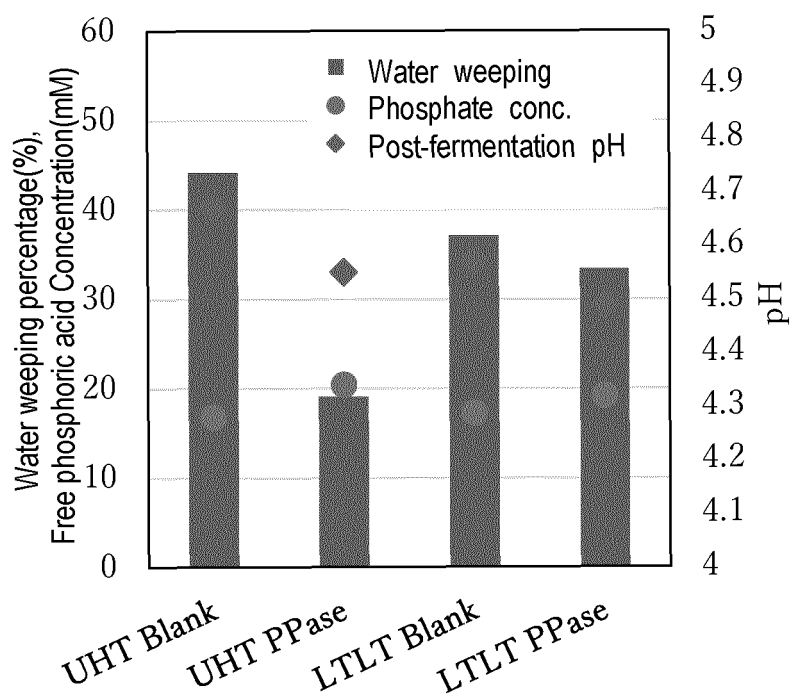 Water weeping percentage(%),
Free phosphoric acid Concentration(mM)
60
50
40
30
20
10
0
Water weeping
Phosphate conc.
Post-fermentation pH
5
4.9
4.8
4.7
4.6
4.5
4.4
4.3
4.2
4.1
4
pH
UHT Blank
UHT PPase
LTLT Blank
LTLT PPase